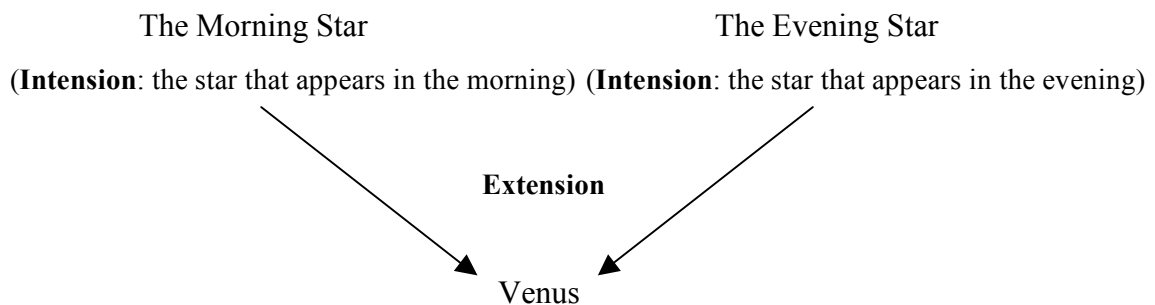 The Morning Star The Evening Star
(Intension: the star that appears in the morning) (Intension: the star that appears in the evening)
Extension
Venus